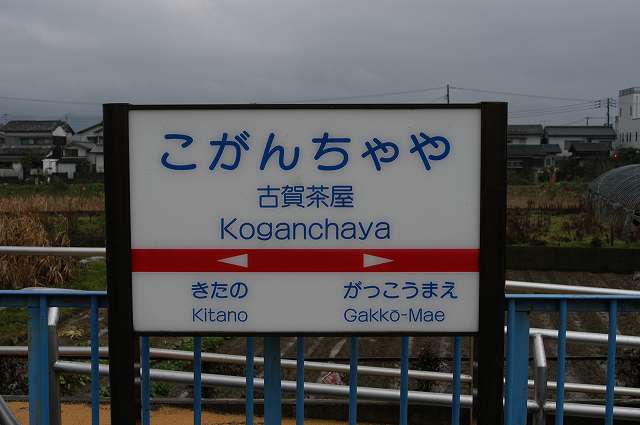 こがんちゃや
古賀茶屋
Koganchaya
きたの がっこうまえ
Kitano Gakkō-Mae